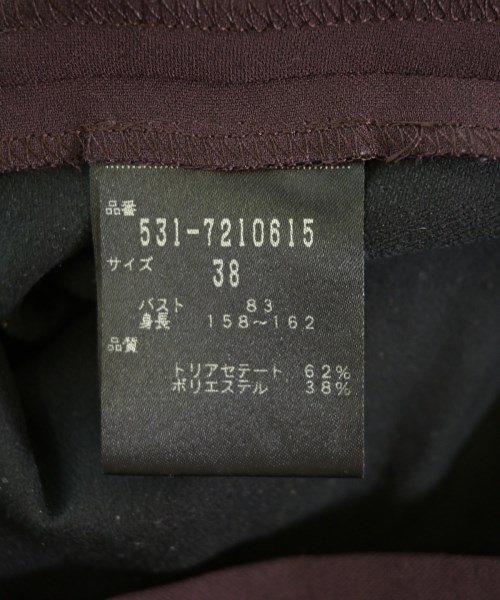 品番
531-7210615
サイズ
38
バスト 83
身長 158～162
品質
トリアセテート 62%
ポリエステル 38%